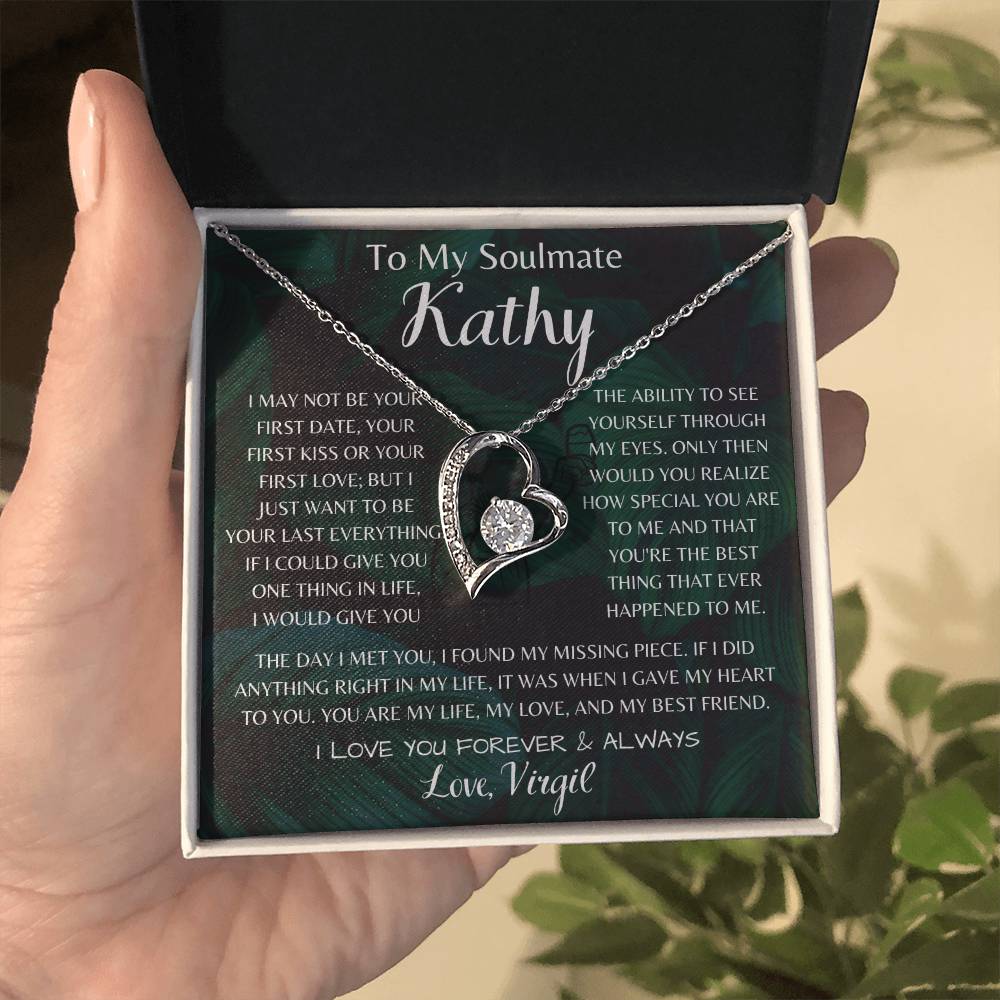 To My Soulmate
Kathy
I MAY NOT BE YOUR
FIRST DATE, YOUR
FIRST KISS OR YOUR
FIRST LOVE; BUT I
JUST WANT TO BE
YOUR LAST EVERYTHING
IF I COULD GIVE YOU
ONE THING IN LIFE,
I WOULD GIVE YOU
THE ABILITY TO SEE
YOURSELF THROUGH
MY EYES. ONLY THEN
WOULD YOU REALIZE
HOW SPECIAL YOU ARE
TO ME AND THAT
YOU'RE THE BEST
THING THAT EVER
HAPPENED TO ME.
THE DAY I MET YOU, I FOUND MY MISSING PIECE. IF I DID
ANYTHING RIGHT IN MY LIFE, IT WAS WHEN I GAVE MY HEART
TO YOU. YOU ARE MY LIFE, MY LOVE, AND MY BEST FRIEND.
I LOVE YOU FOREVER & ALWAYS
Love, Virgil